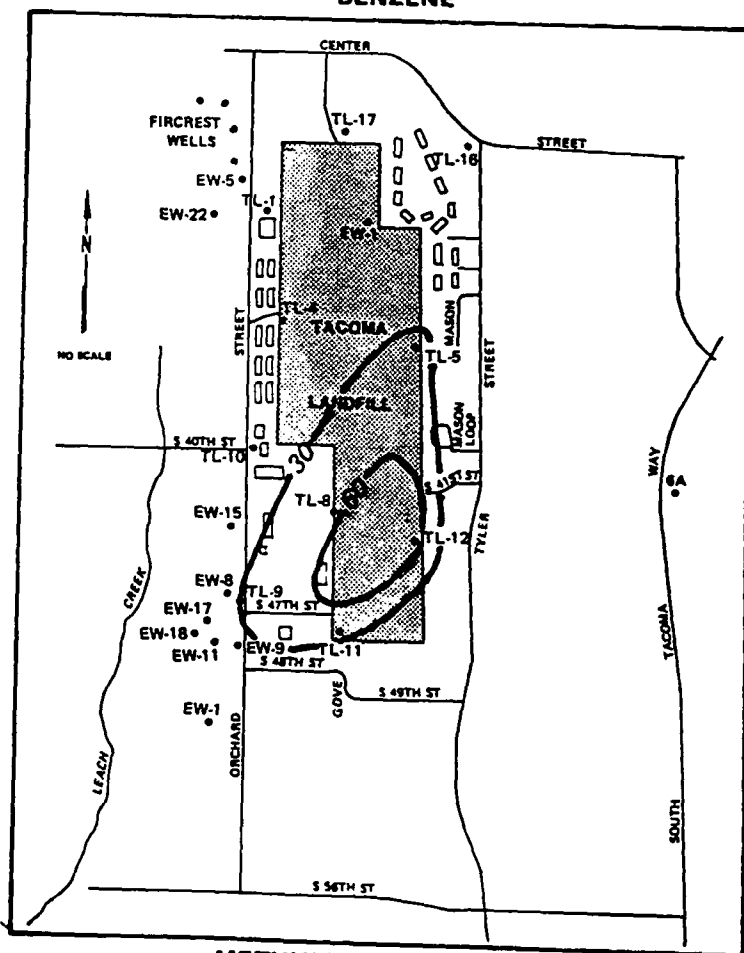 CENTER
FIRCREST
WELLS
TL-17
STREET
TL-16
EW-5
EW-22
TL-1
EW-1
N
NO SCALE
STREET
TL-4
TACOMA
MASON
TL-5
STREET
LANDFILL
MASON
LOOP
S 40TH ST
TL-10
30
WAY
S 41ST ST
6A
60
TL-8
EW-15
TL-12
TYLER
CREEK
EW-8
TL-9
EW-17
S 47TH ST
EW-18
EW-11
EW-9
TL-11
TACOMA
S 48TH ST
GOVE
S 49TH ST
EW-1
ORCHARD
LEACH
SOUTH
S 56TH ST